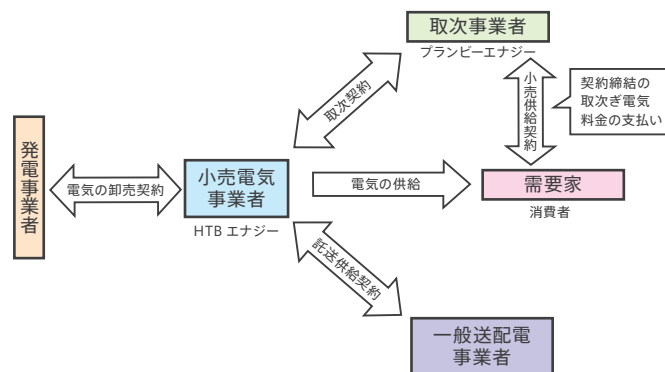 取次事業者
プランビーエナジー
取次契約
小売供給契約
契約締結の
取次ぎ電気
料金の支払い
発電事業者
電気の卸売契約
小売電気
事業者
HTB エナジー
電気の供給
需要家
消費者
託送供給契約
一般送配電
事業者